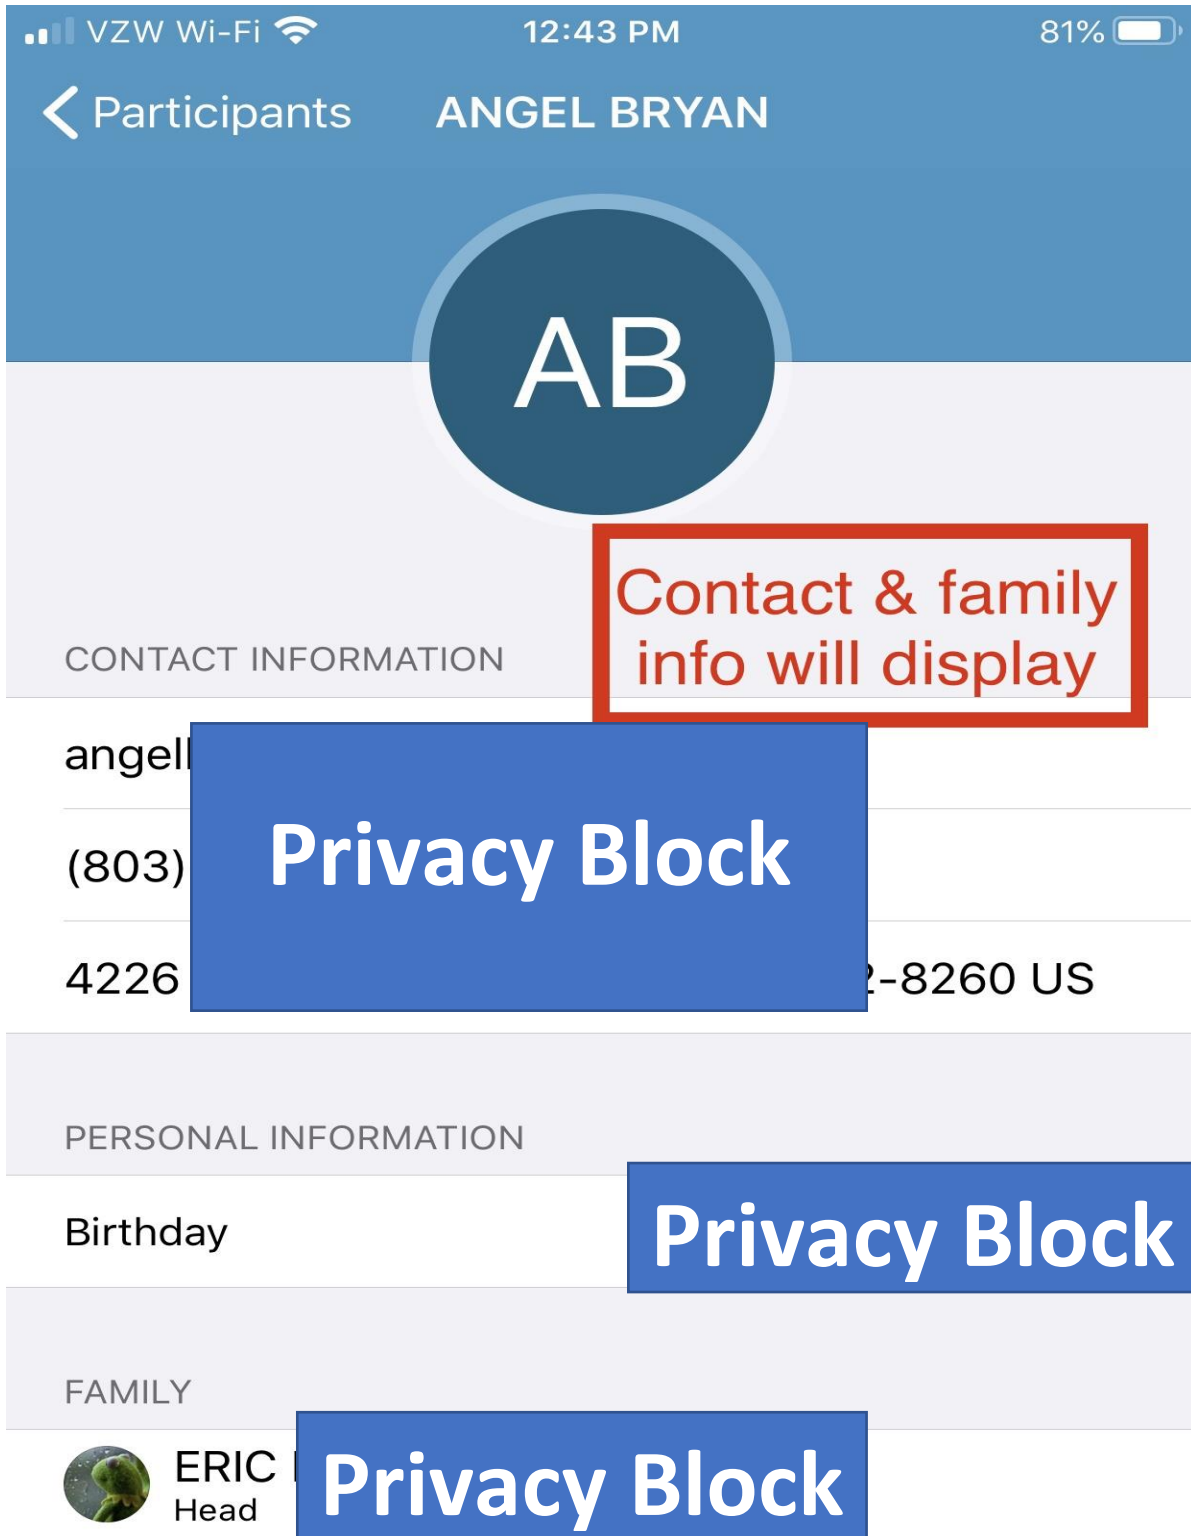 VZW Wi-Fi 12:43 PM 81%
Participants ANGEL BRYAN
AB
Contact & family
info will display
CONTACT INFORMATION
angel
(803)
Privacy Block
4226 -8260 US
PERSONAL INFORMATION
Birthday Privacy Block
FAMILY
ERIC
Head
Privacy Block